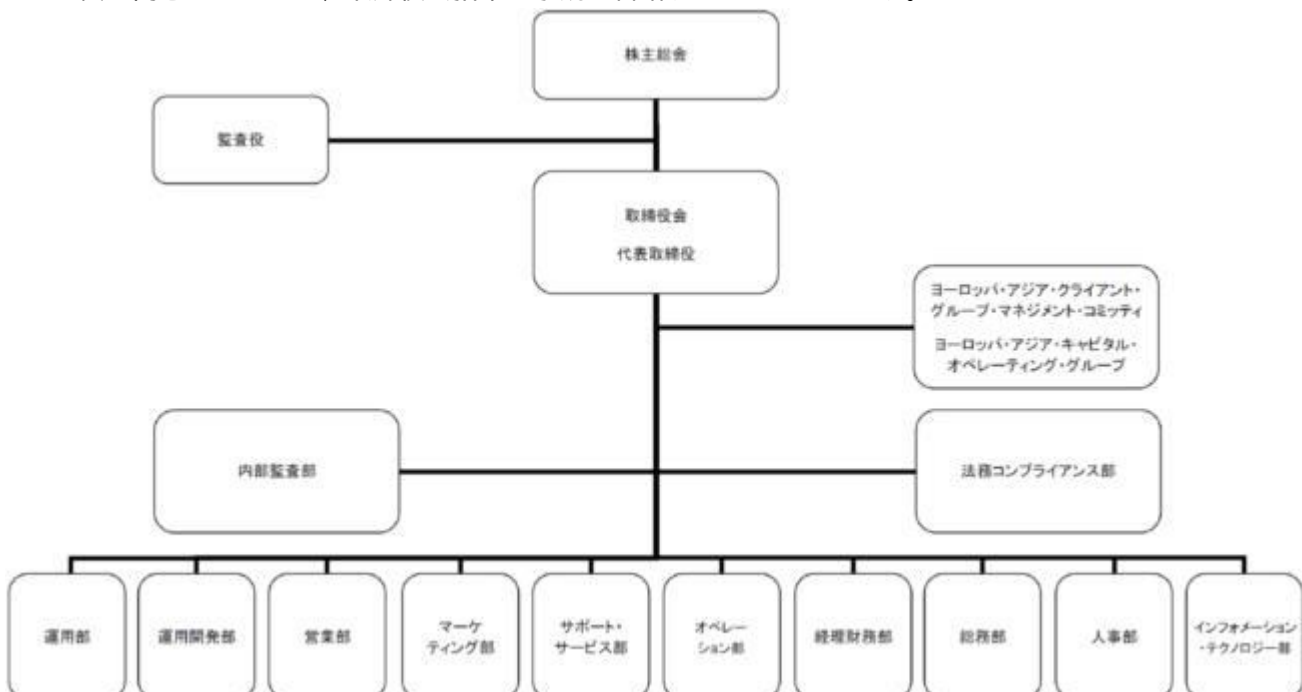 株主総会
監査役
取締役会
代表取締役
ヨーロッパ・アジア・クライアント・
グループ・マネジメント・コミッティ
ヨーロッパ・アジア・キャピタル・
オペレーティング・グループ
内部監査部
法務コンプライアンス部
運用部
運用開発部
営業部
マーケ
ティング部
サポート・
サービス部
オペレー
ション部
経理財務部
総務部
人事部
インフォメーション
・テクノロジー部